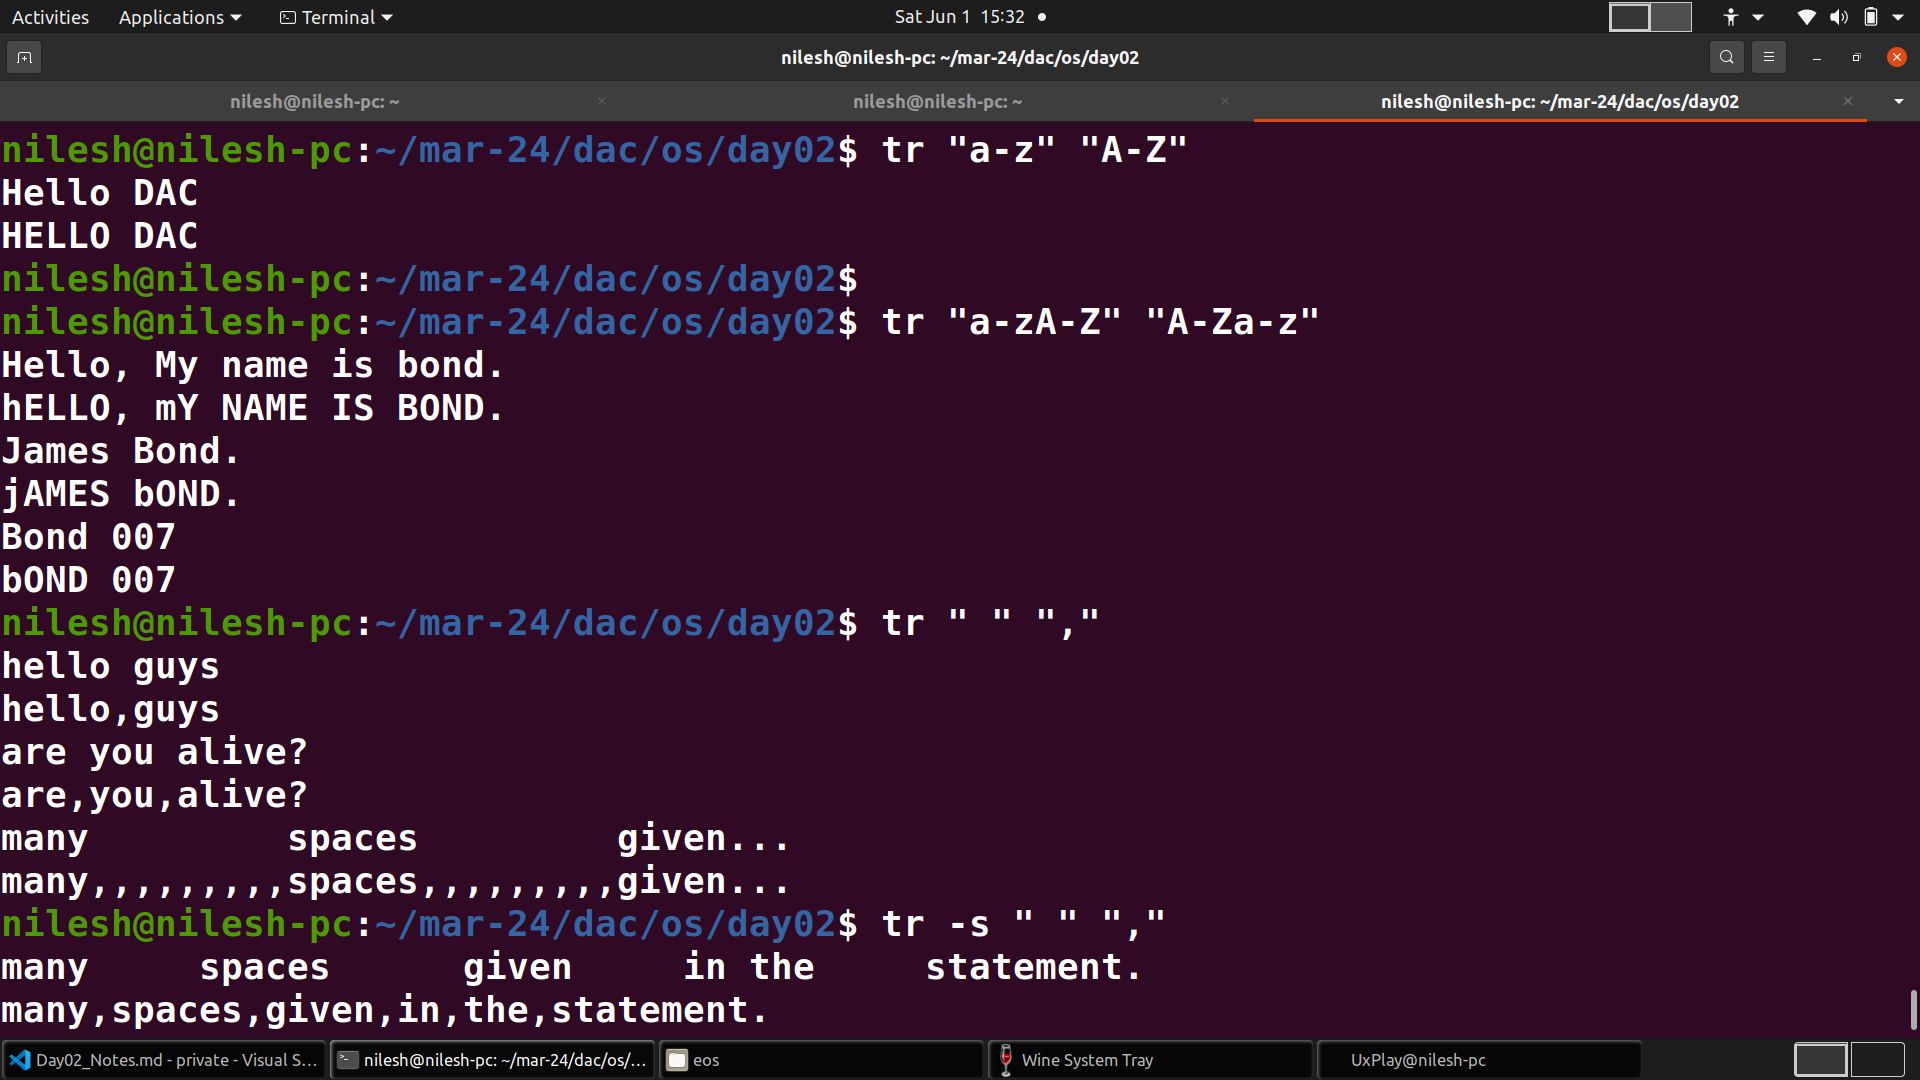 Activities Applications Terminal Sat Jun 1 15:32
nilesh@nilesh-pc: ~/mar-24/dac/os/day02
nilesh@nilesh-pc: ~ nilesh@nilesh-pc: ~ nilesh@nilesh-pc: ~/mar-24/dac/os/day02
nilesh@nilesh-pc:~/mar-24/dac/os/day02$ tr "a-z" "A-Z"
Hello DAC
HELLO DAC
nilesh@nilesh-pc:~/mar-24/dac/os/day02$
nilesh@nilesh-pc:~/mar-24/dac/os/day02$ tr "a-zA-Z" "A-Za-z"
Hello, My name is bond.
hELLO, mY NAME IS BOND.
James Bond.
jAMES bOND.
Bond 007
bOND 007
nilesh@nilesh-pc:~/mar-24/dac/os/day02$ tr " " ","
hello guys
hello,guys
are you alive?
are,you,alive?
many         spaces         given...
many,,,,,,,,,spaces,,,,,,,,,given...
nilesh@nilesh-pc:~/mar-24/dac/os/day02$ tr -s " " ","
many     spaces      given     in the     statement.
many,spaces,given,in,the,statement.
Day02_Notes.md - private - Visual S... nilesh@nilesh-pc: ~/mar-24/dac/os/... eos Wine System Tray UxPlay@nilesh-pc